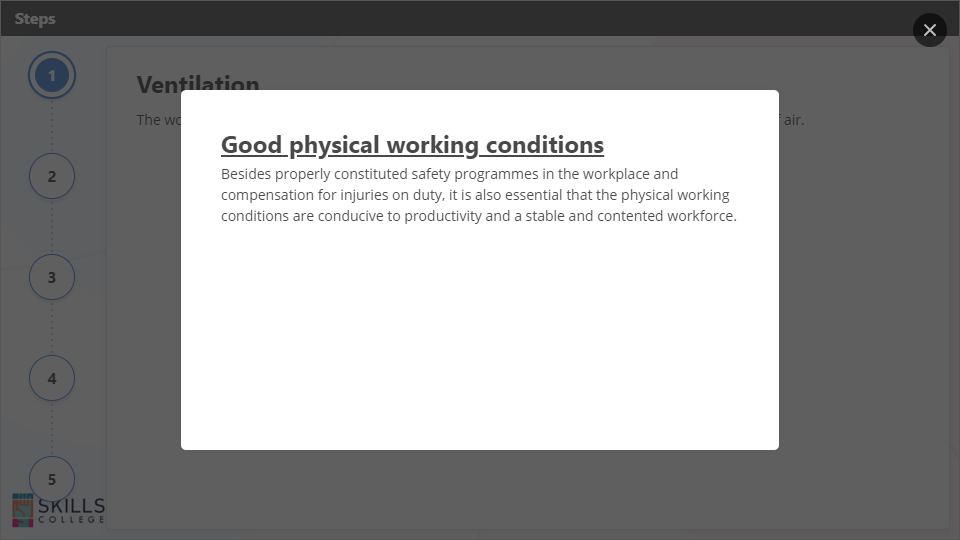 Steps
1
Ventilation
The wo
air.
Good physical working conditions
Besides properly constituted safety programmes in the workplace and
compensation for injuries on duty, it is also essential that the physical working
conditions are conducive to productivity and a stable and contented workforce.
2
3
4
5
SKILLS
COLLEGE